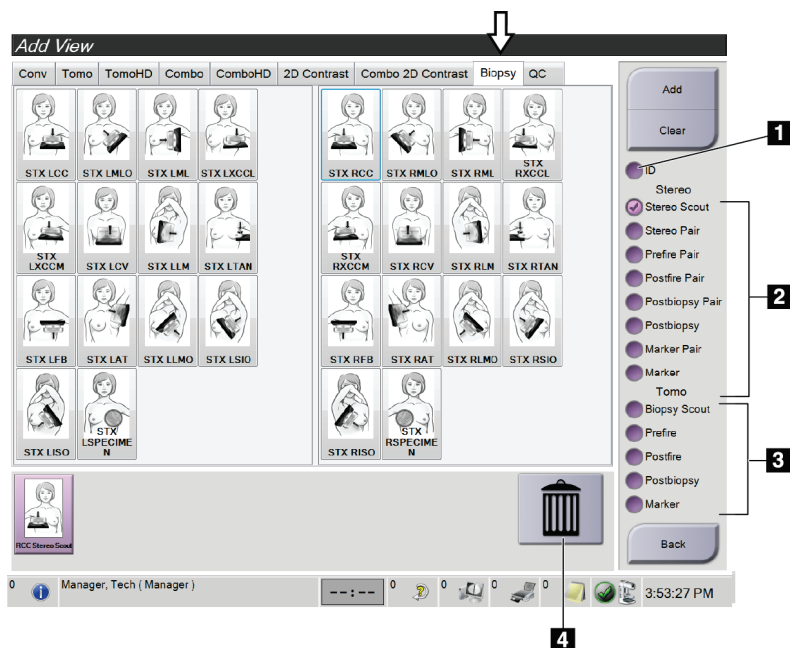 Add View
Conv Tomo TomoHD Combo ComboHD 2D Contrast Combo 2D Contrast Biopsy QC
STX LCC STX LMLO STX LML STX LXCCL
STX RCC STX RMLO STX RML STX RXCCL
STX LXCCM STX LCV STX LLM STX LTAN
STX RXCCM STX RCV STX RLN STX RTAN
STX LFB STX LAT STX LLMO STX LSIO
STX RFB STX RAT STX RLMO STX RSIO
STX LISO STX LSPECIMEN
STX RISO STX RSPECIMEN
Add
Clear
ID
Stereo
Stereo Scout
Stereo Pair
Prefire Pair
Postfire Pair
Postbiopsy Pair
Postbiopsy
Marker Pair
Marker
Tomo
Biopsy Scout
Prefire
Postfire
Postbiopsy
Marker
Back
1
2
3
RCC Stereo Scout
0 Manager, Tech ( Manager ) --:-- 0 0 0 0 3:53:27 PM
4